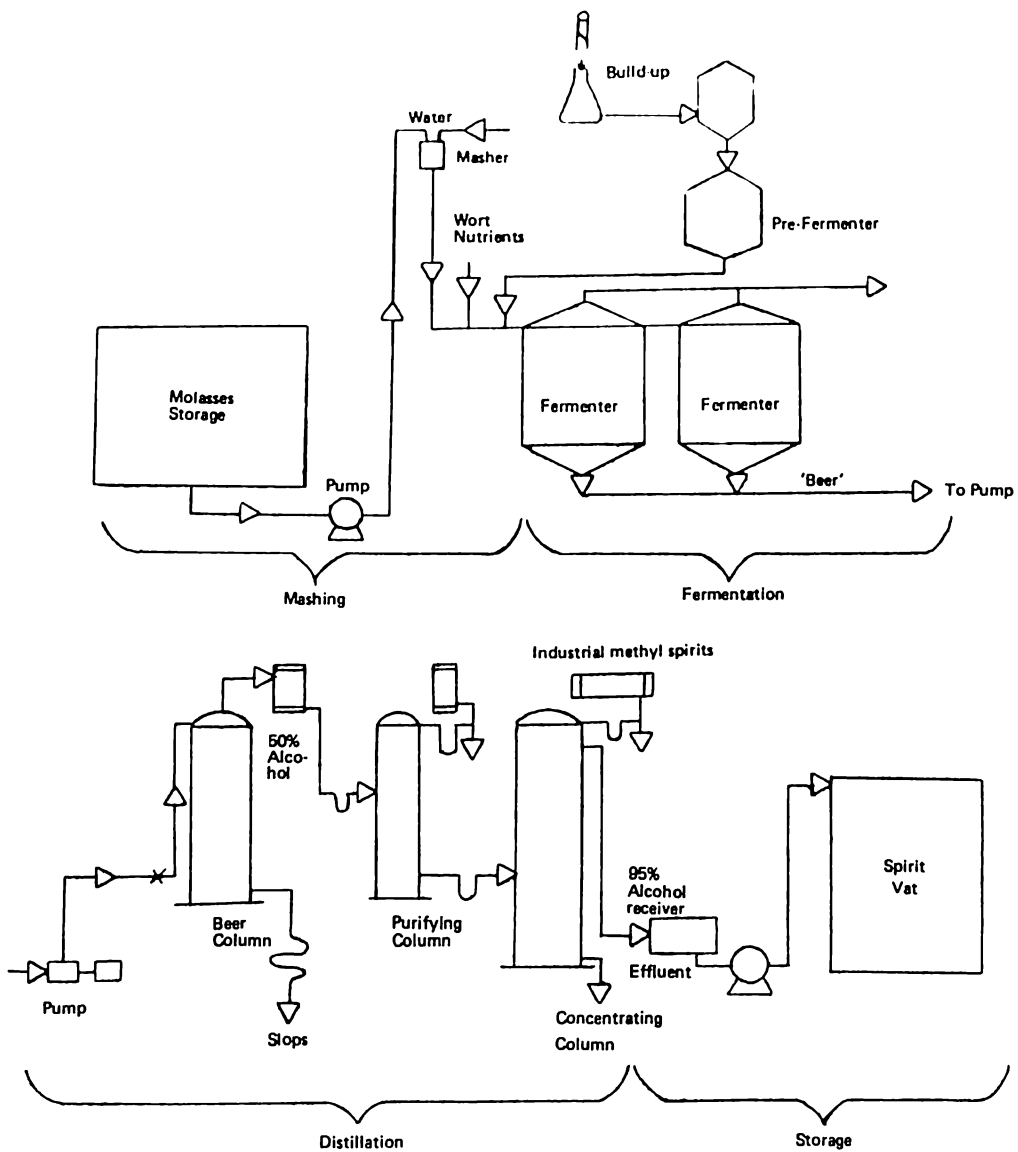 Build-up
Water
Masher
Wort
Nutrients
Pre-Fermenter
Molasses
Storage
Fermenter
Fermenter
Pump
'Beer'
To Pump
Mashing
Fermentation
Industrial methyl spirits
50%
Alco-
hol
95%
Alcohol
receiver
Spirit
Vat
Beer
Column
Purifying
Column
Effluent
Pump
Slops
Concentrating
Column
Distillation
Storage